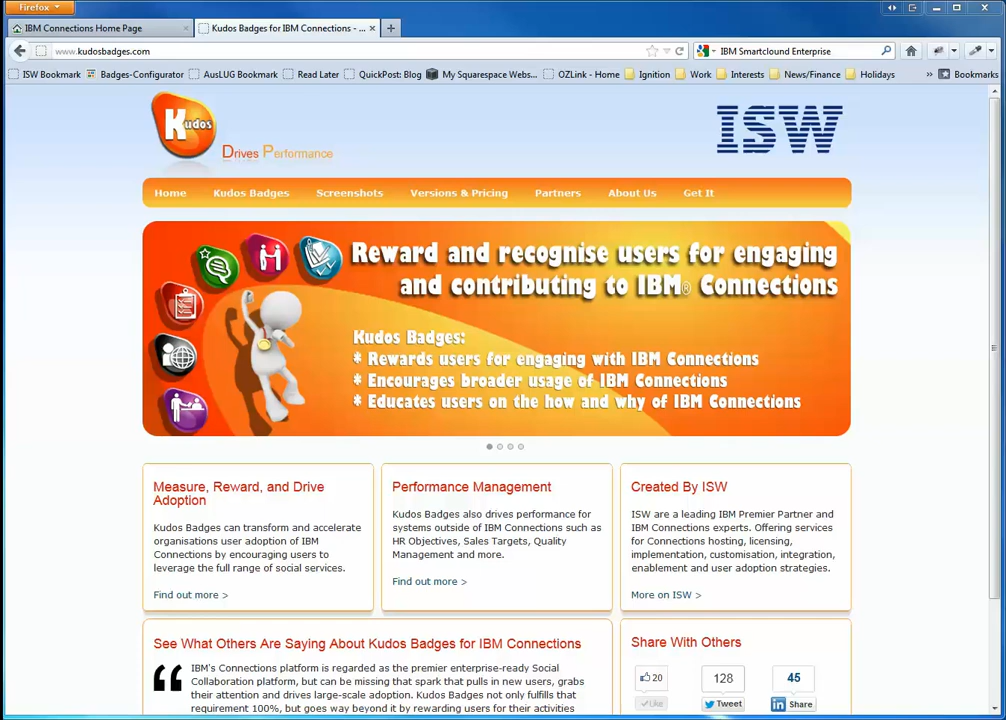 Firefox
IBM Connections Home Page
Kudos Badges for IBM Connections - ...
www.kudosbadges.com
IBM Smartclound Enterprise
ISW Bookmark
Badges-Configurator
AusLUG Bookmark
Read Later
QuickPost: Blog
My Squarespace Webs...
OZLink - Home
Ignition
Work
Interests
News/Finance
Holidays
»
Bookmarks
Kudos
Drives Performance
ISW
Home
Kudos Badges
Screenshots
Versions & Pricing
Partners
About Us
Get It
Reward and recognise users for engaging
and contributing to IBM® Connections
Kudos Badges:
* Rewards users for engaging with IBM Connections
* Encourages broader usage of IBM Connections
* Educates users on the how and why of IBM Connections
Measure, Reward, and Drive
Adoption
Kudos Badges can transform and accelerate
organisations user adoption of IBM
Connections by encouraging users to
leverage the full range of social services.
Find out more >
Performance Management
Kudos Badges also drives performance for
systems outside of IBM Connections such as
HR Objectives, Sales Targets, Quality
Management and more.
Find out more >
Created By ISW
ISW are a leading IBM Premier Partner and
IBM Connections experts. Offering services
for Connections hosting, licensing,
implementation, customisation, integration,
enablement and user adoption strategies.
More on ISW >
See What Others Are Saying About Kudos Badges for IBM Connections
IBM's Connections platform is regarded as the premier enterprise-ready Social
Collaboration platform, but can be missing that spark that pulls in new users, grabs
their attention and drives large-scale adoption. Kudos Badges not only fulfills that
requirement 100%, but goes way beyond it by rewarding users for their activities
Share With Others
20
Like
128
Tweet
45
Share